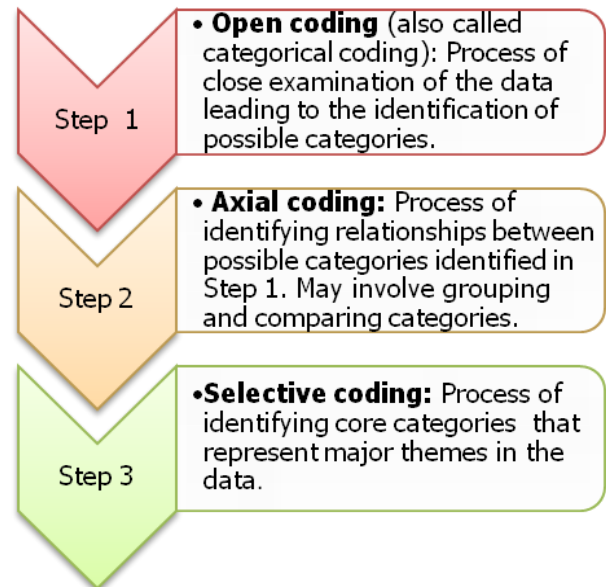 Step 1
• Open coding (also called
categorical coding): Process of
close examination of the data
leading to the identification of
possible categories.
Step 2
• Axial coding: Process of
identifying relationships between
possible categories identified in
Step 1. May involve grouping
and comparing categories.
Step 3
•Selective coding: Process of
identifying core categories that
represent major themes in the
data.